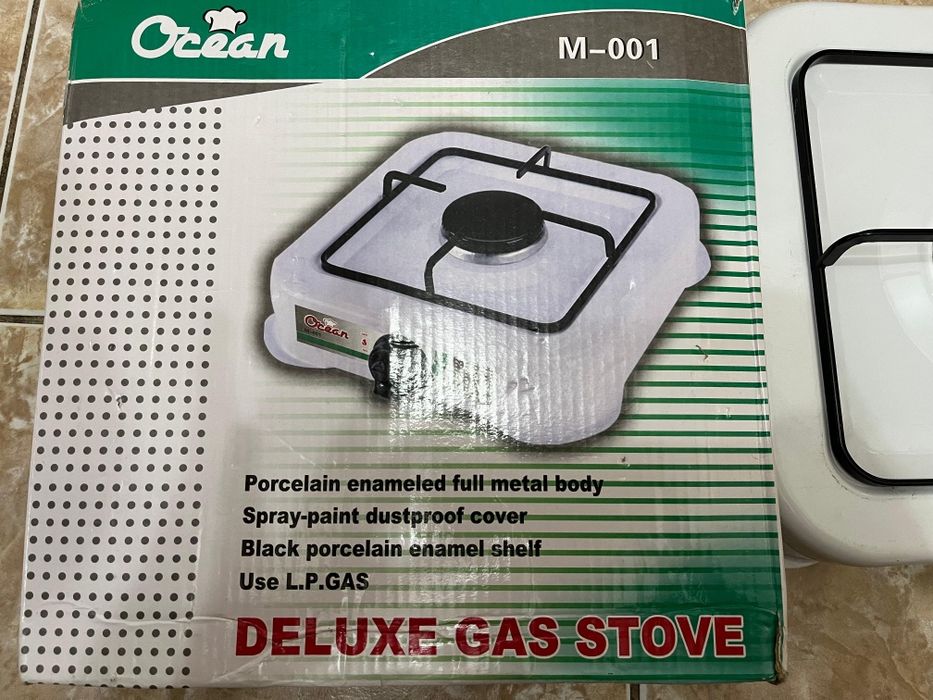 Ocean
M-001
Ocean
Porcelain enameled full metal body
Spray-paint dustproof cover
Black porcelain enamel shelf
Use L.P.GAS
DELUXE GAS STOVE